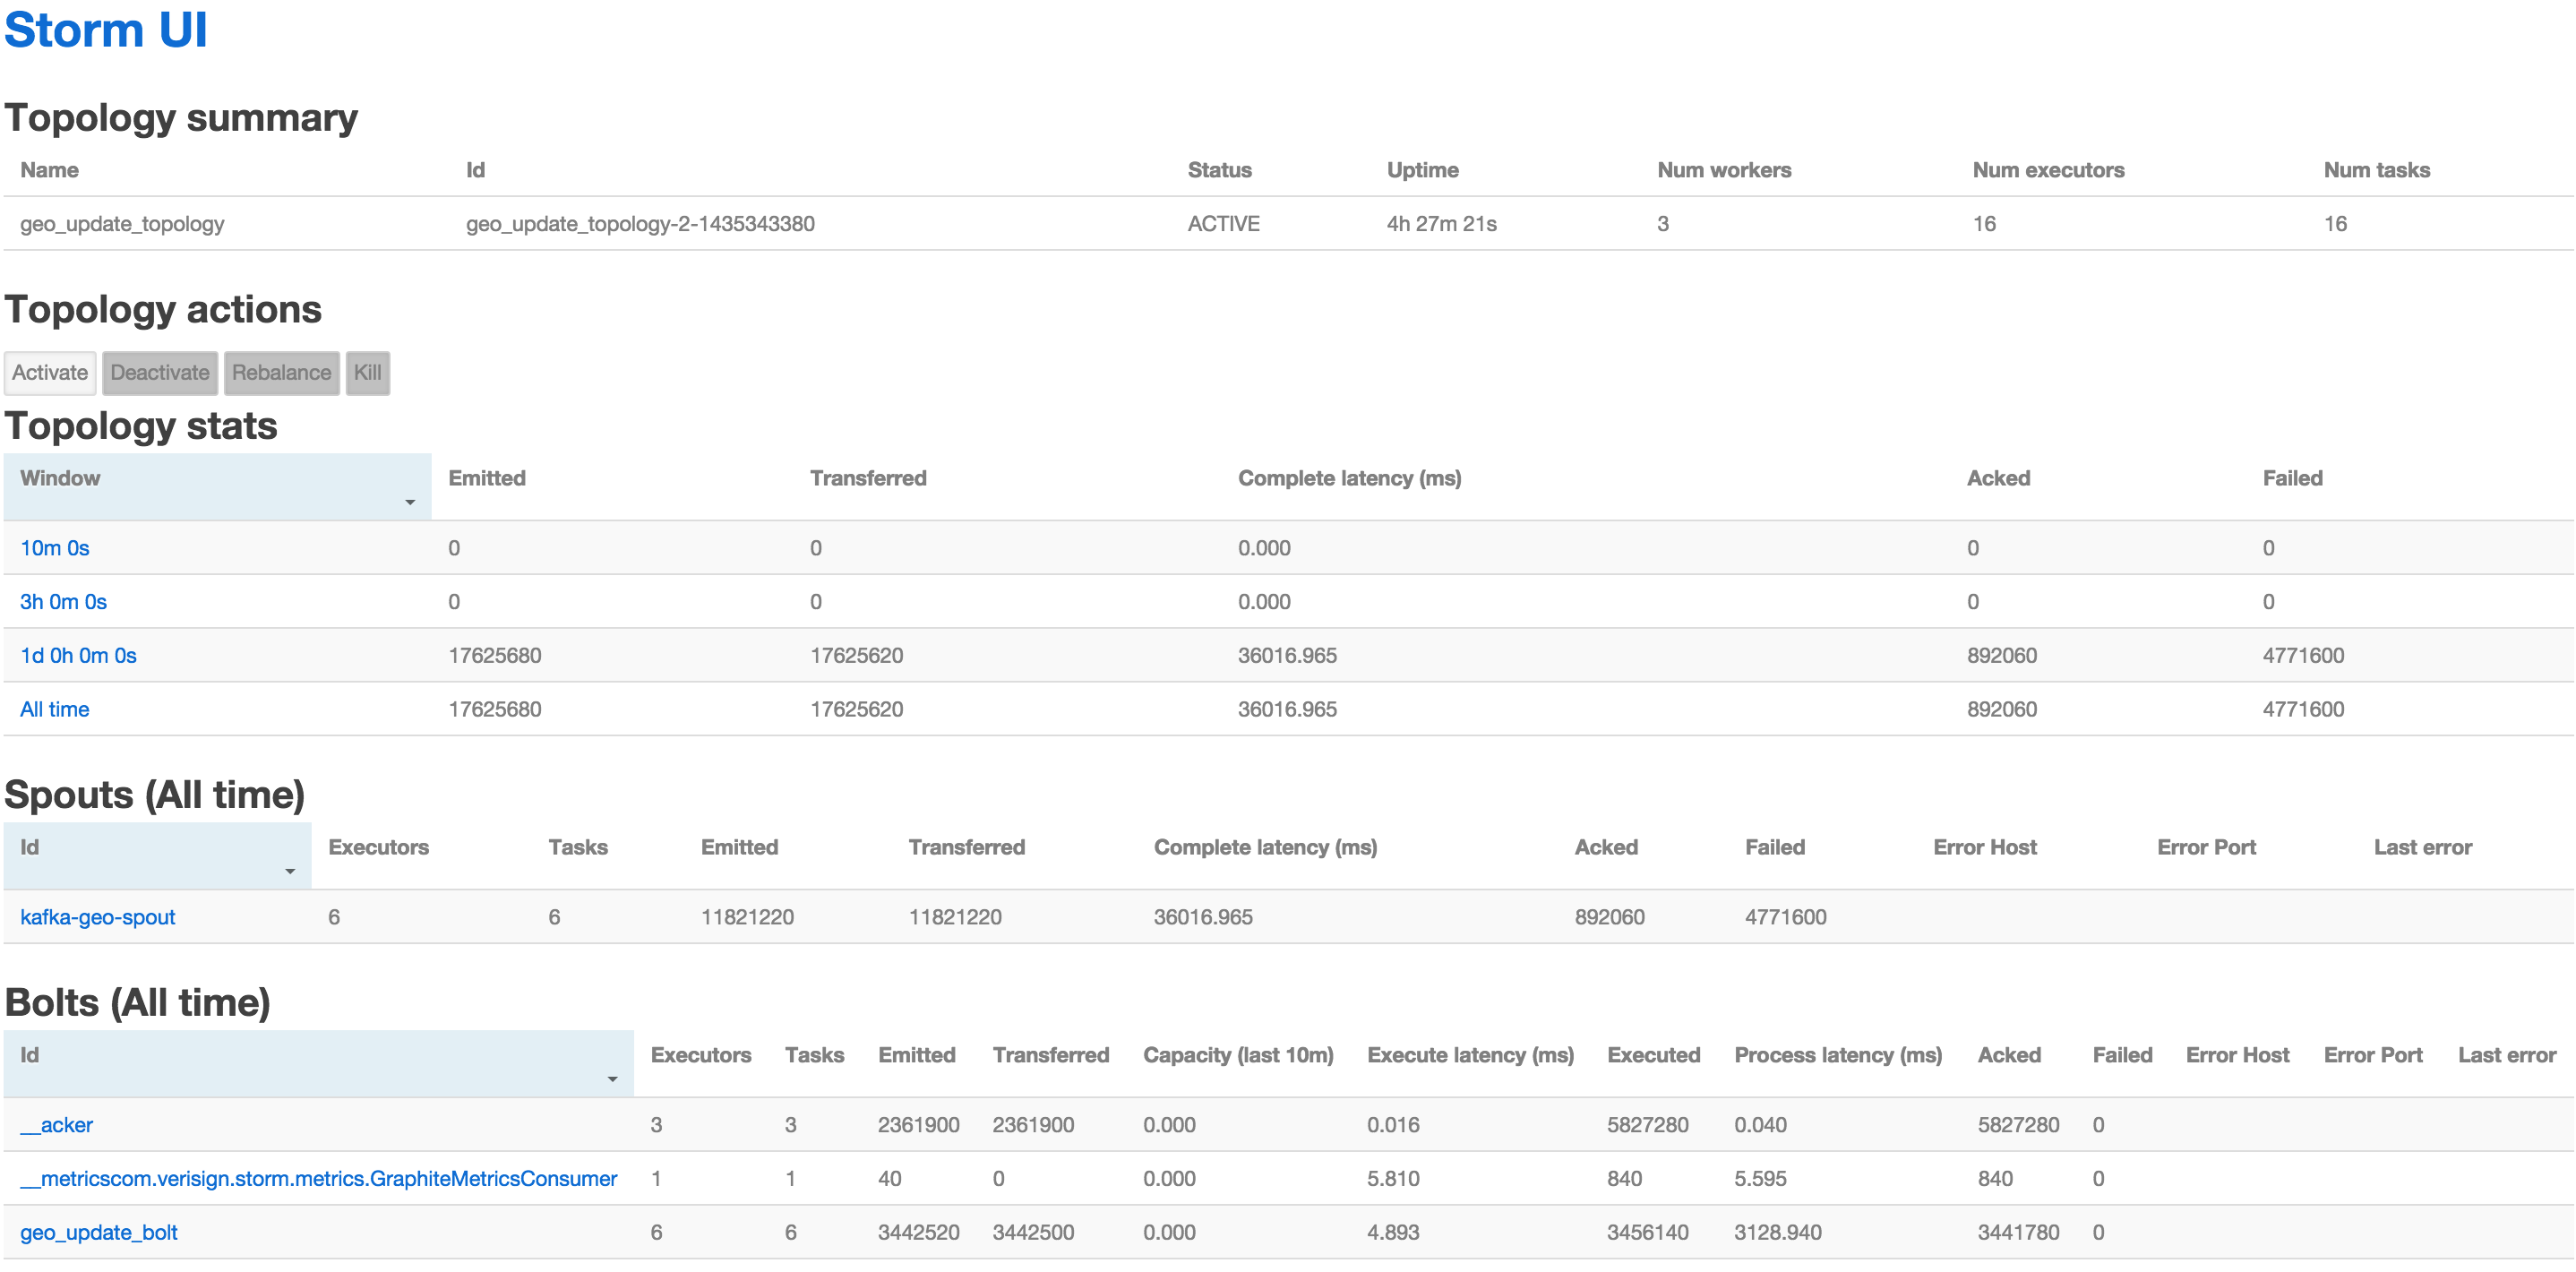 Storm UI
Topology summary
Name Id Status Uptime Num workers Num executors Num tasks
geo_update_topology geo_update_topology-2-1435343380 ACTIVE 4h 27m 21s 3 16 16
Topology actions
Activate Deactivate Rebalance Kill
Topology stats
Window Emitted Transferred Complete latency (ms) Acked Failed
10m 0s 0 0 0.000 0 0
3h 0m 0s 0 0 0.000 0 0
1d 0h 0m 0s 17625680 17625620 36016.965 892060 4771600
All time 17625680 17625620 36016.965 892060 4771600
Spouts (All time)
Id Executors Tasks Emitted Transferred Complete latency (ms) Acked Failed Error Host Error Port Last error
kafka-geo-spout 6 6 11821220 11821220 36016.965 892060 4771600
Bolts (All time)
Id Executors Tasks Emitted Transferred Capacity (last 10m) Execute latency (ms) Executed Process latency (ms) Acked Failed Error Host Error Port Last error
__acker 3 3 2361900 2361900 0.000 0.016 5827280 0.040 5827280 0
__metricscom.verisign.storm.metrics.GraphiteMetricsConsumer 1 1 40 0 0.000 5.810 840 5.595 840 0
geo_update_bolt 6 6 3442520 3442500 0.000 4.893 3456140 3128.940 3441780 0